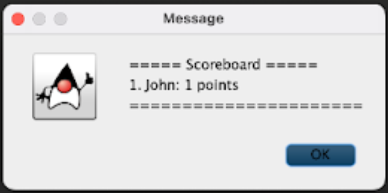 Message
===== Scoreboard =====
1. John: 1 points
======================
OK